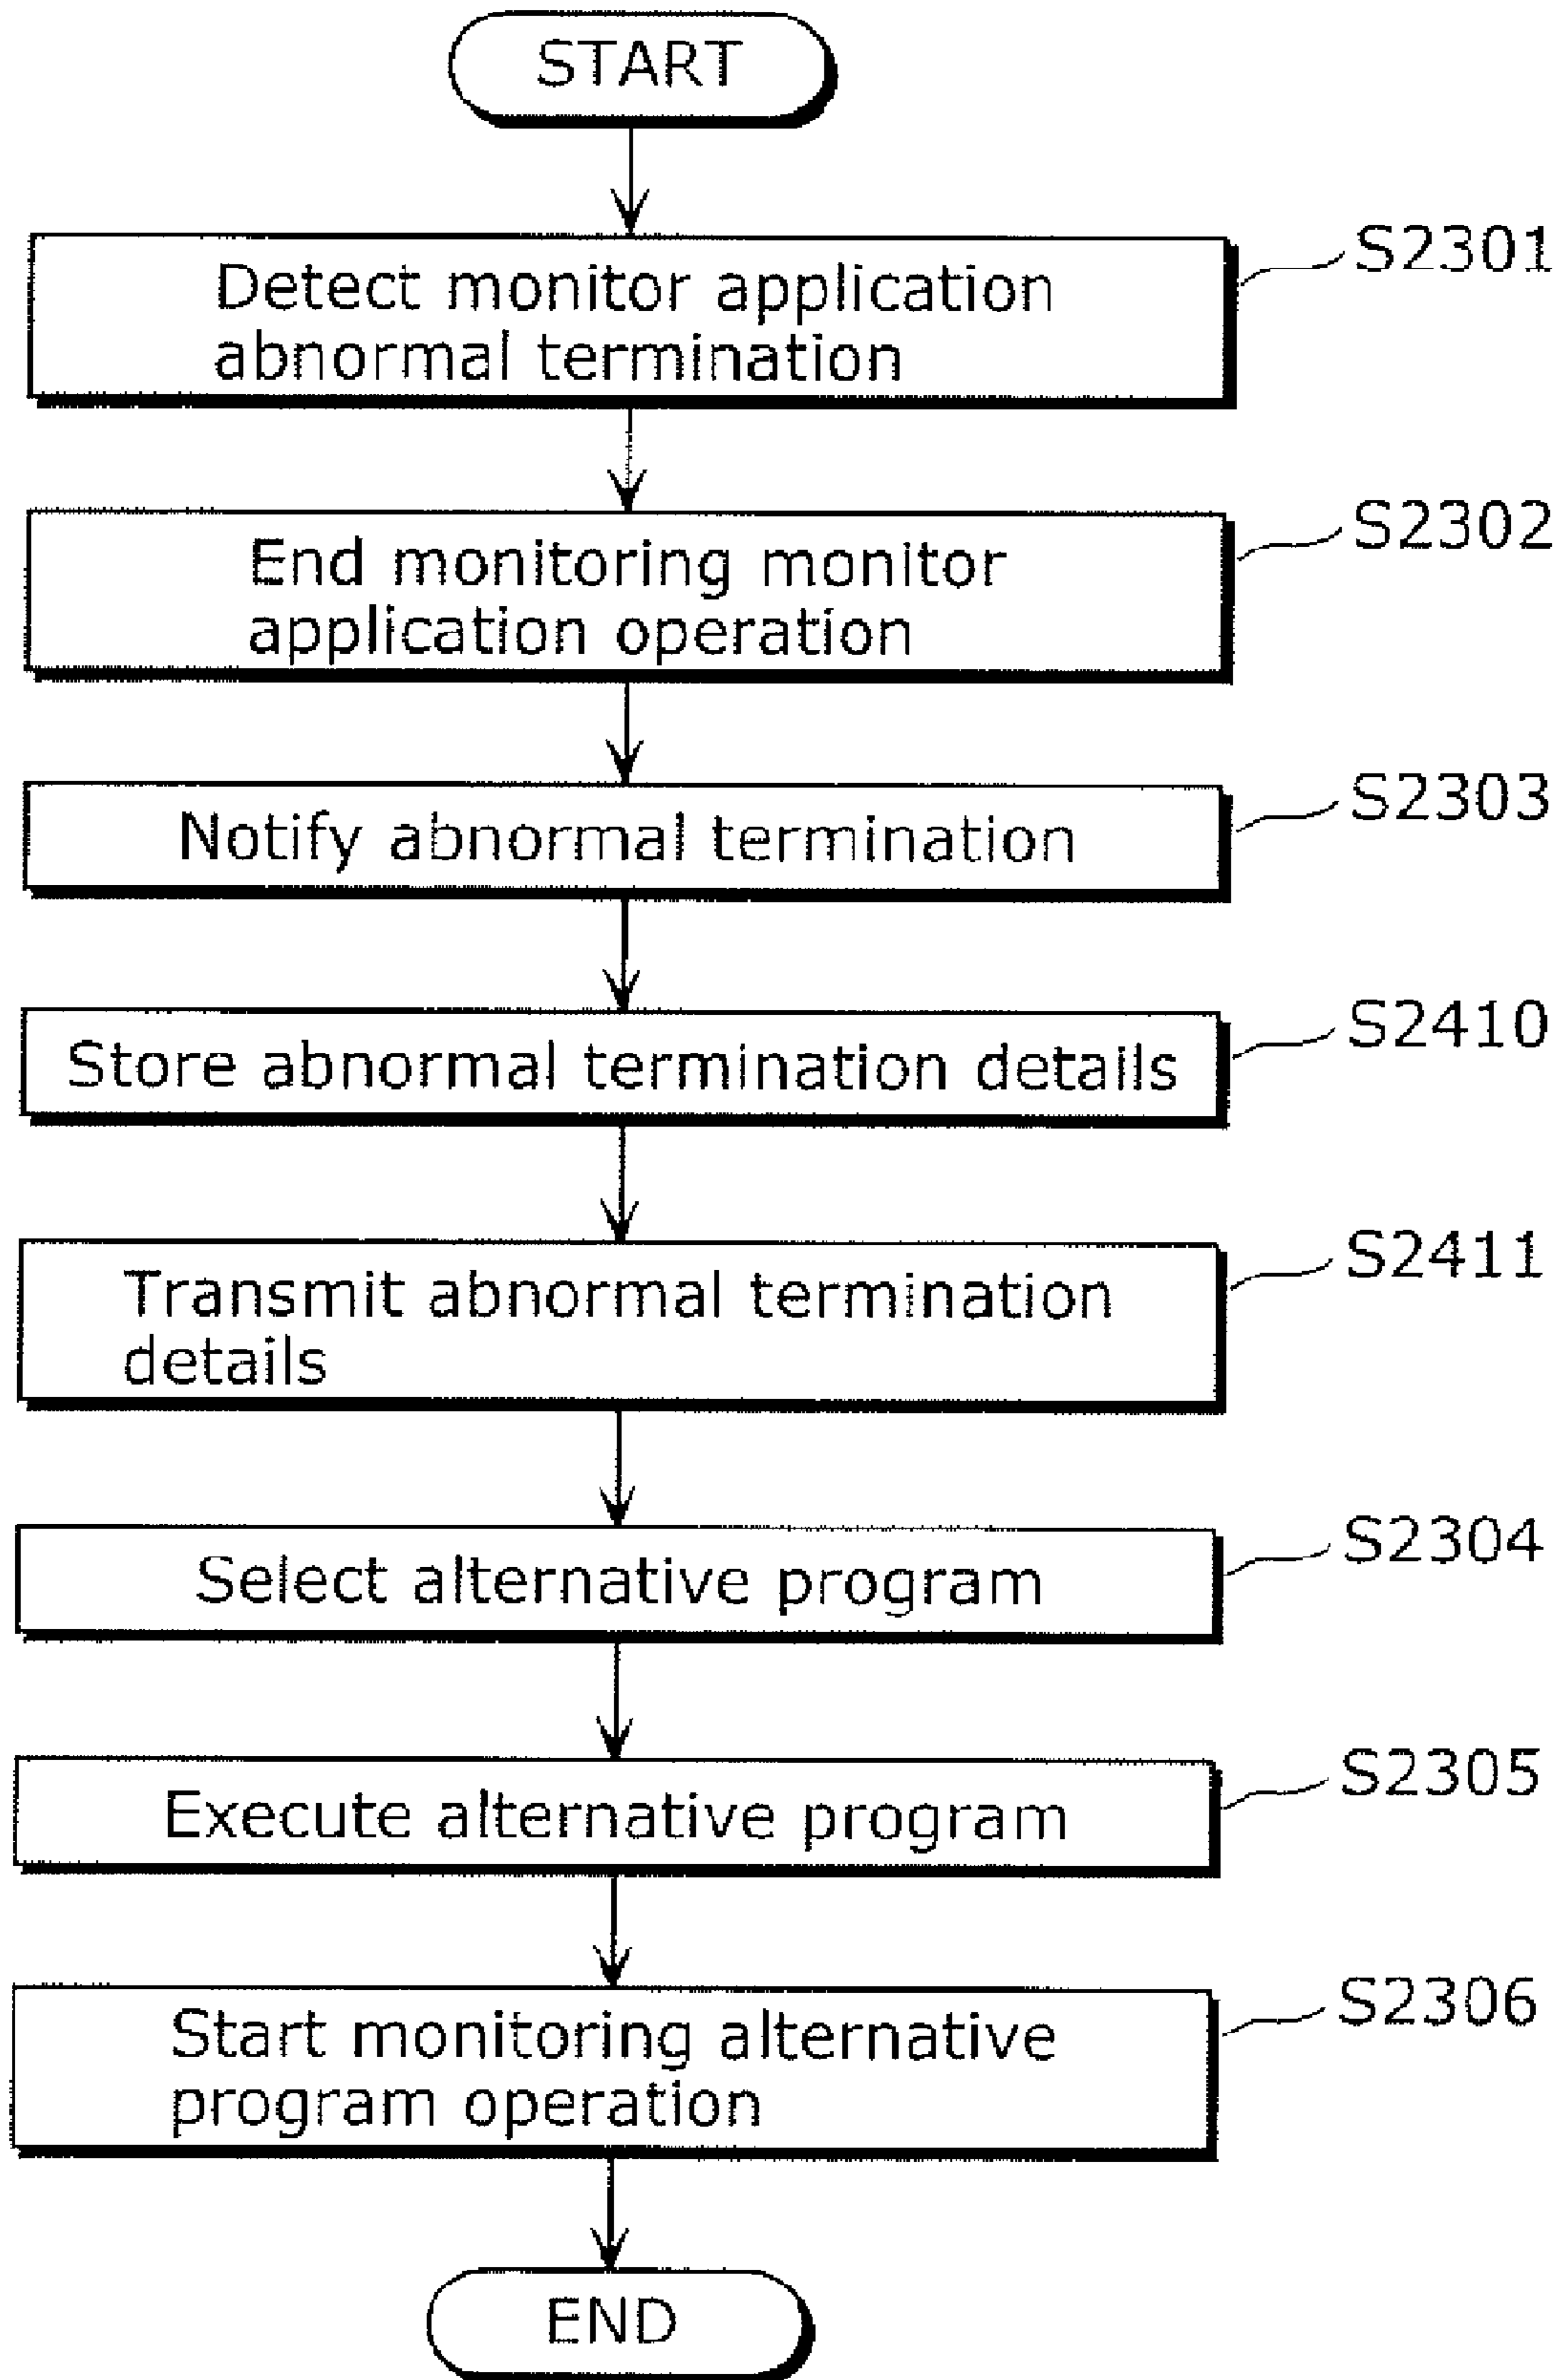 START
Detect monitor application
abnormal termination
S2301
End monitoring monitor
application operation
S2302
Notify abnormal termination
S2303
Store abnormal termination details
S2410
Transmit abnormal termination
details
S2411
Select alternative program
S2304
Execute alternative program
S2305
Start monitoring alternative
program operation
S2306
END